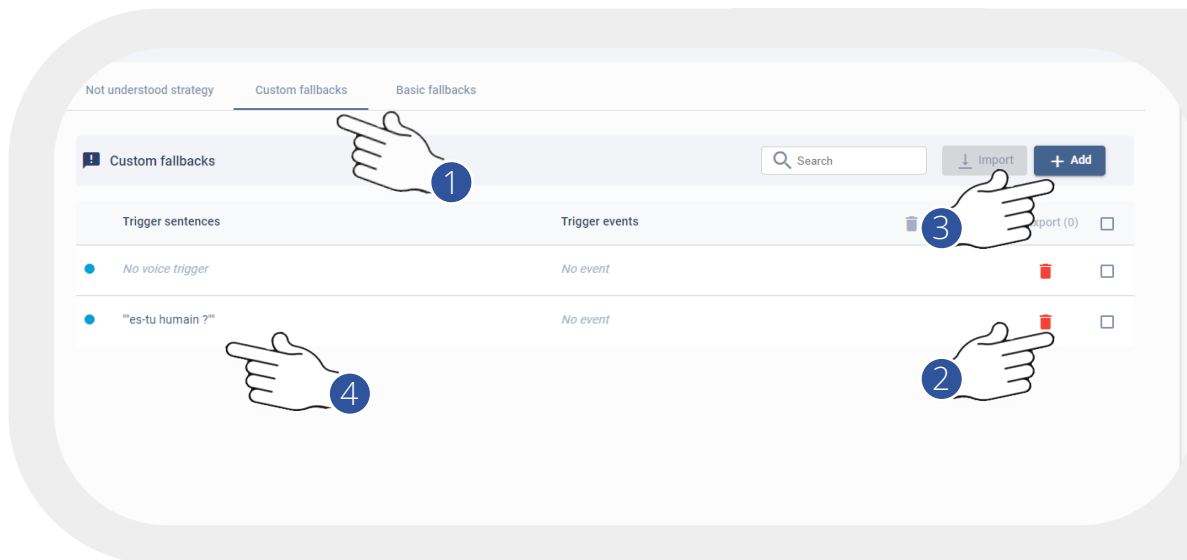 Not understood strategy Custom fallbacks Basic fallbacks
1
Custom fallbacks Search Import + Add
Trigger sentences Trigger events 3 (0)
No voice trigger No event
""es-tu humain ?"" No event
4 2